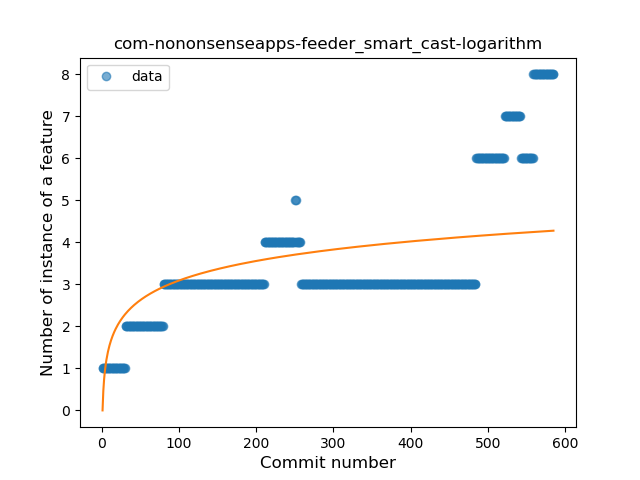 com-nononsenseapps-feeder_smart_cast-logarithm
data
Number of instance of a feature
8
7
6
5
4
3
2
1
0
0 100 200 300 400 500 600
Commit number